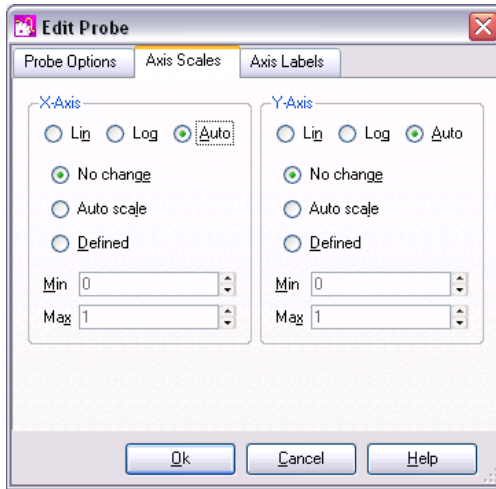 Edit Probe
Probe Options Axis Scales Axis Labels
X-Axis Y-Axis
Lin Log Auto Lin Log Auto
No change No change
Auto scale Auto scale
Defined Defined
Min 0 Min 0
Max 1 Max 1
Ok Cancel Help